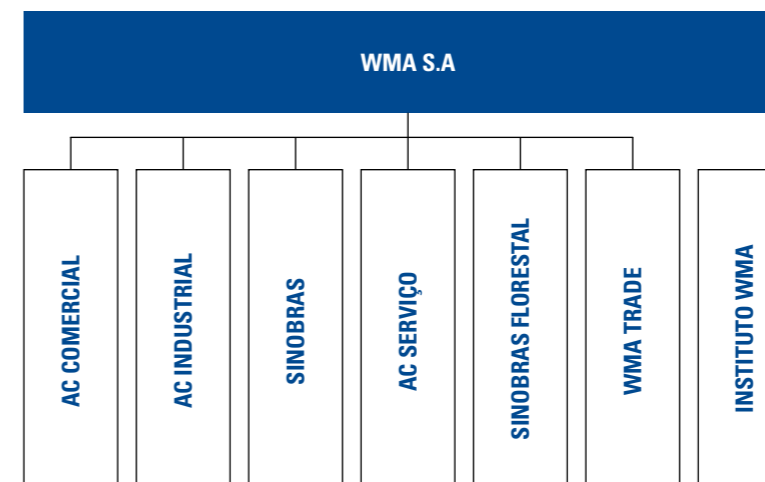 WMA S.A
AC COMERCIAL
AC INDUSTRIAL
SINOBRAS
AC SERVIÇO
SINOBRAS FLORESTAL
WMA TRADE
INSTITUTO WMA